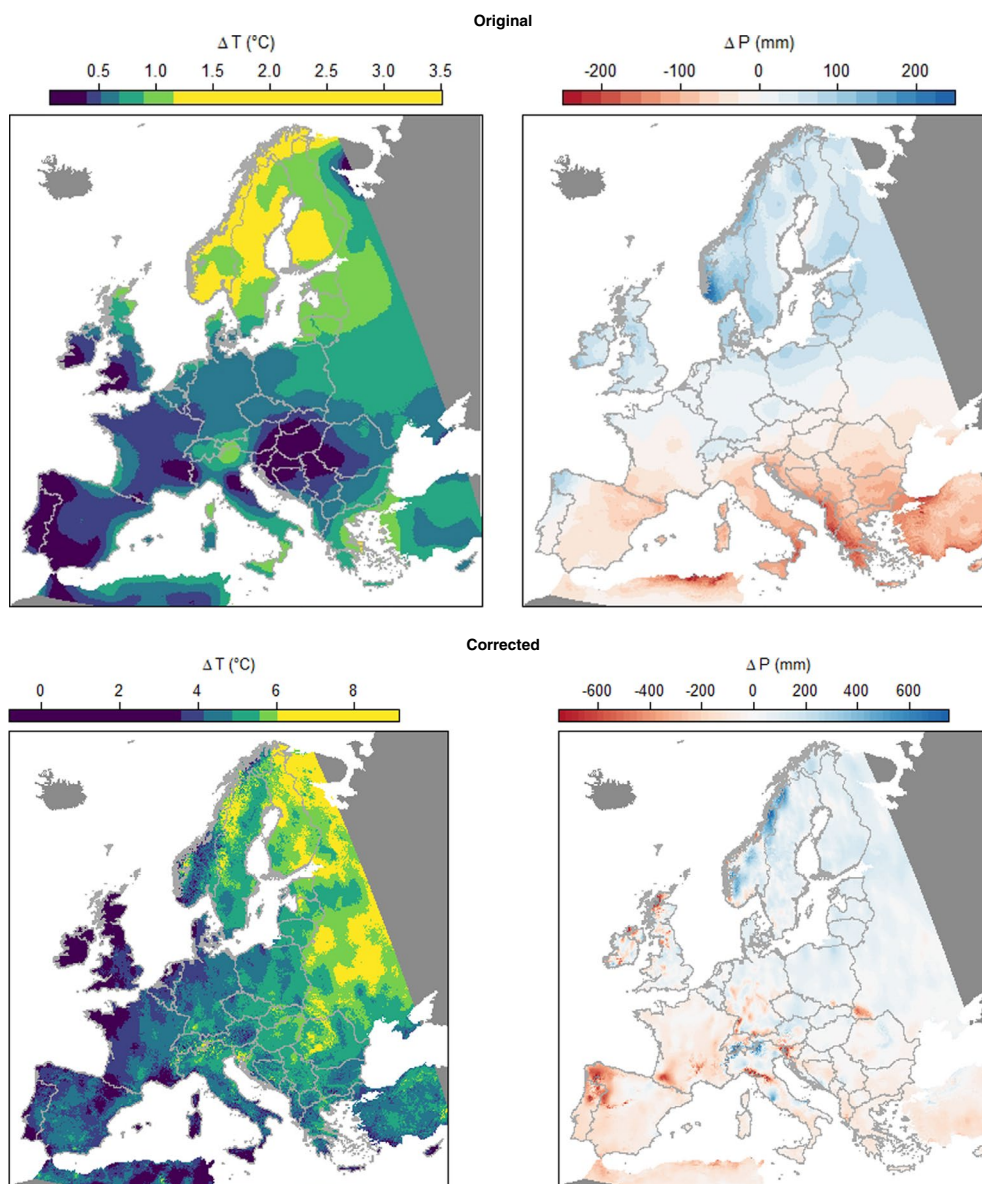 Original
Δ T (°C)
0.5 1.0 1.5 2.0 2.5 3.0 3.5
Δ P (mm)
-200 -100 0 100 200
Corrected
Δ T (°C)
0 2 4 6 8
Δ P (mm)
-600 -400 -200 0 200 400 600